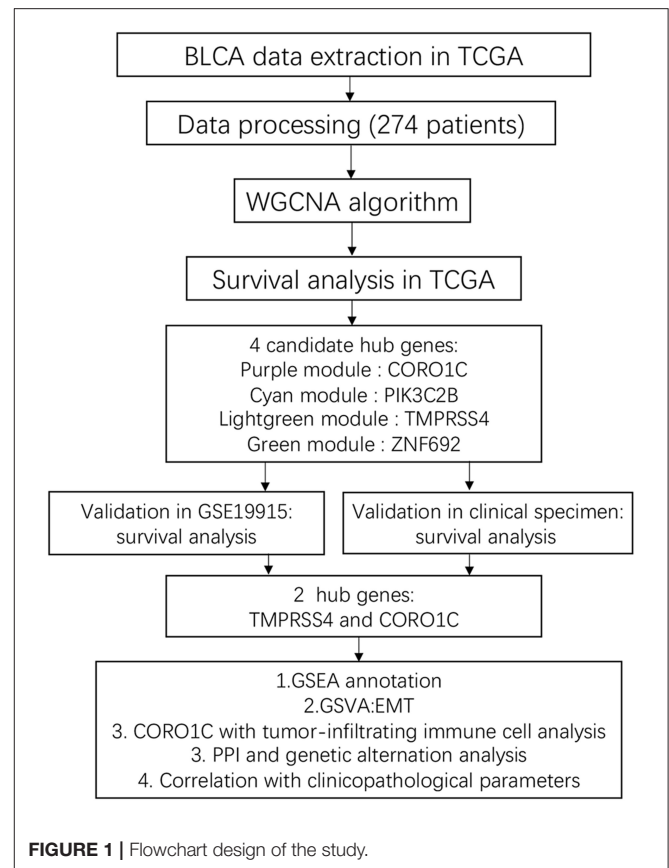 BLCA data extraction in TCGA
Data processing (274 patients)
WGCNA algorithm
Survival analysis in TCGA
4 candidate hub genes:
Purple module : CORO1C
Cyan module : PIK3C2B
Lightgreen module : TMPRSS4
Green module : ZNF692
Validation in GSE19915:
survival analysis
Validation in clinical specimen:
survival analysis
2 hub genes:
TMPRSS4 and CORO1C
1.GSEA annotation
2.GSVA:EMT
3. CORO1C with tumor-infiltrating immune cell analysis
3. PPI and genetic alternation analysis
4. Correlation with clinicopathological parameters
FIGURE 1 | Flowchart design of the study.